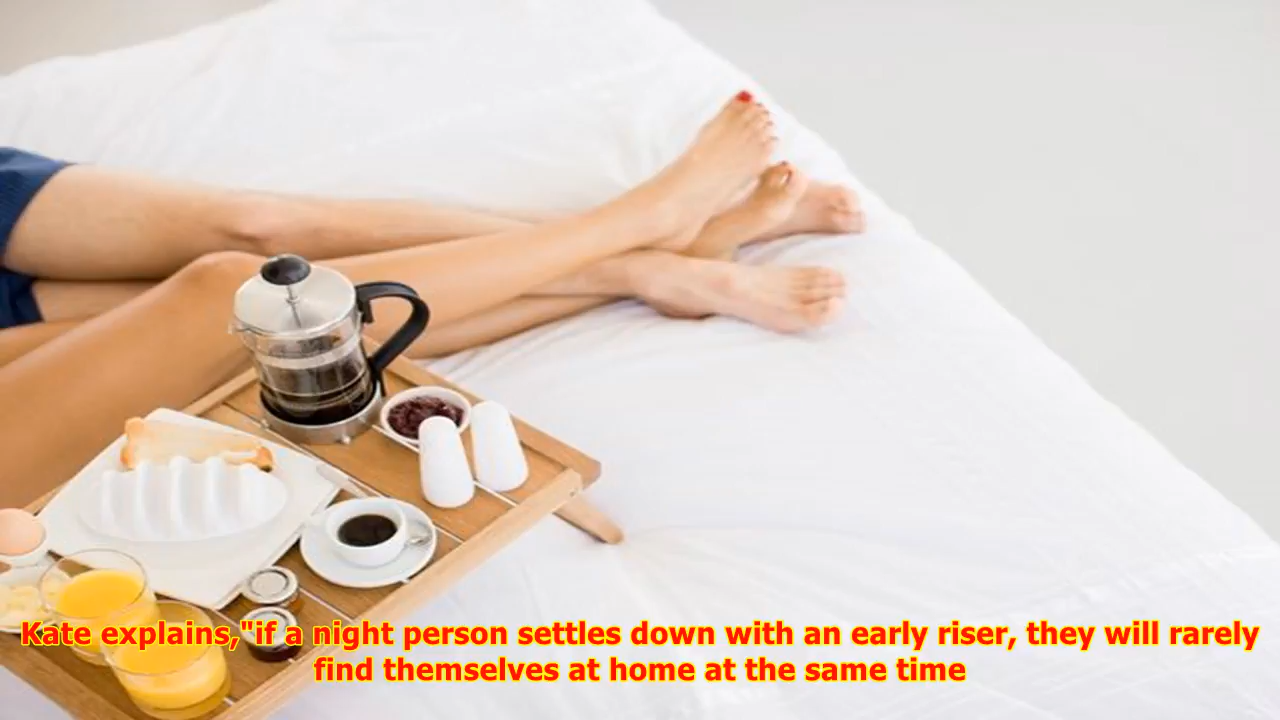 Kate explains,"if a night person settles down with an early riser, they will rarely
find themselves at home at the same time